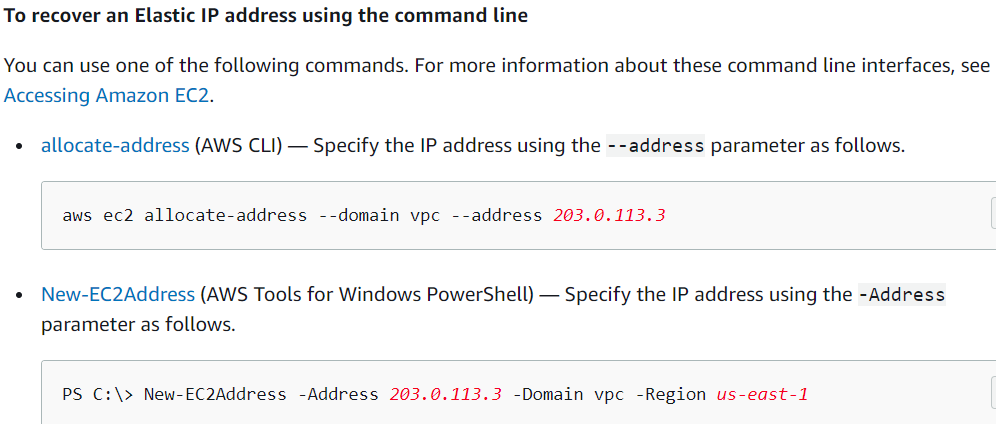 To recover an Elastic IP address using the command line
You can use one of the following commands. For more information about these command line interfaces, see
Accessing Amazon EC2.
• allocate-address (AWS CLI) — Specify the IP address using the --address parameter as follows.
aws ec2 allocate-address --domain vpc --address 203.0.113.3
• New-EC2Address (AWS Tools for Windows PowerShell) — Specify the IP address using the -Address
parameter as follows.
PS C:\> New-EC2Address -Address 203.0.113.3 -Domain vpc -Region us-east-1